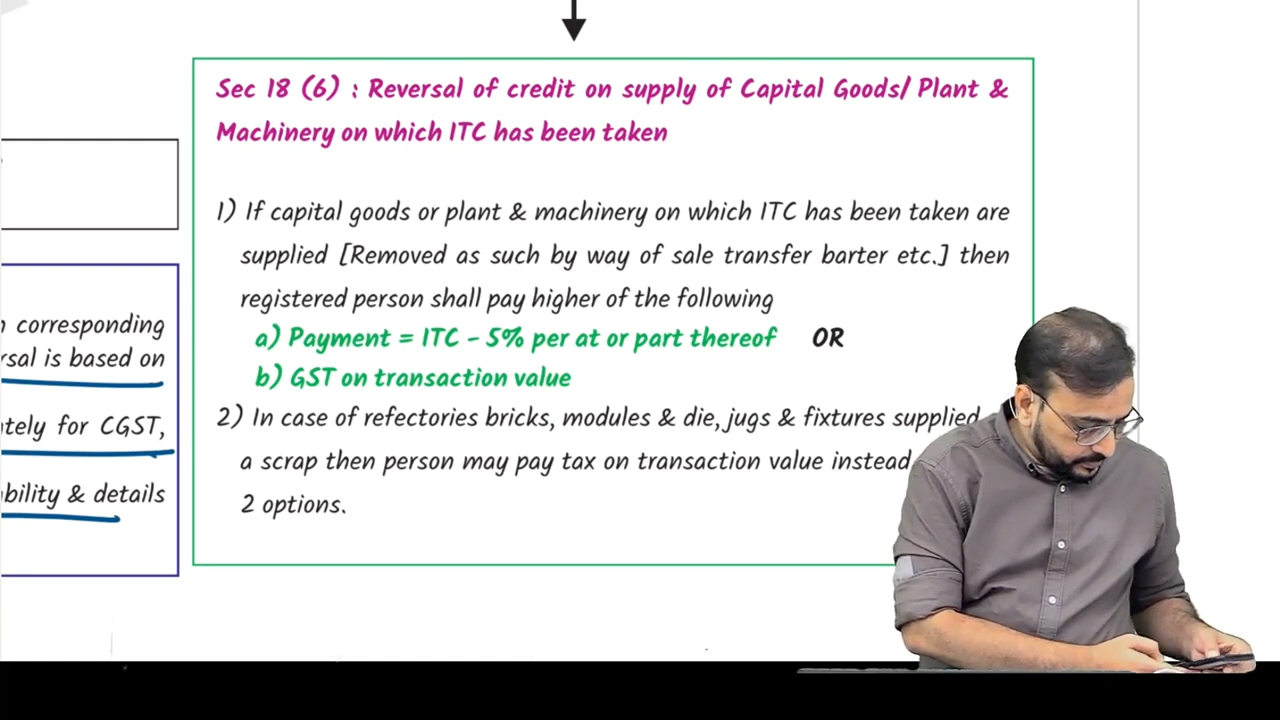 Sec 18 (6) : Reversal of credit on supply of Capital Goods/ Plant &
Machinery on which ITC has been taken
1) If capital goods or plant & machinery on which ITC has been taken are
supplied [Removed as such by way of sale transfer barter etc.] then
registered person shall pay higher of the following
a) Payment = ITC - 5% per at or part thereof OR
b) GST on transaction value
2) In case of refectories bricks, modules & die, jugs & fixtures supplied
a scrap then person may pay tax on transaction value instead
2 options.
corresponding
is based on
for CGST,
& details